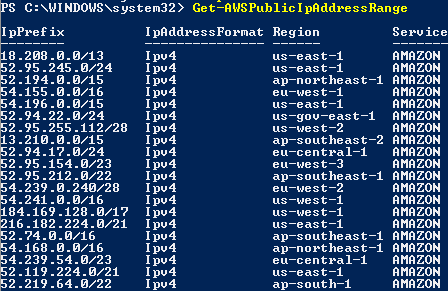 PS C:\WINDOWS\system32> Get-AWSPublicIpAddressRange
IpPrefix IpAddressFormat Region Service
-------- --------------- ------ -------
18.208.0.0/13 Ipv4 us-east-1 AMAZON
52.95.245.0/24 Ipv4 us-east-1 AMAZON
52.194.0.0/15 Ipv4 ap-northeast-1 AMAZON
54.155.0.0/16 Ipv4 eu-west-1 AMAZON
54.196.0.0/15 Ipv4 us-east-1 AMAZON
52.94.22.0/24 Ipv4 us-gov-east-1 AMAZON
52.95.255.112/28 Ipv4 us-west-2 AMAZON
13.210.0.0/15 Ipv4 ap-southeast-2 AMAZON
52.94.17.0/24 Ipv4 eu-central-1 AMAZON
52.95.154.0/23 Ipv4 eu-west-3 AMAZON
52.95.212.0/22 Ipv4 ap-southeast-1 AMAZON
54.239.0.240/28 Ipv4 eu-west-2 AMAZON
54.241.0.0/16 Ipv4 us-west-1 AMAZON
184.169.128.0/17 Ipv4 us-west-1 AMAZON
216.182.224.0/21 Ipv4 us-east-1 AMAZON
52.74.0.0/16 Ipv4 ap-southeast-1 AMAZON
54.168.0.0/16 Ipv4 ap-northeast-1 AMAZON
54.239.54.0/23 Ipv4 eu-central-1 AMAZON
52.119.224.0/21 Ipv4 us-east-1 AMAZON
52.219.64.0/22 Ipv4 ap-south-1 AMAZON